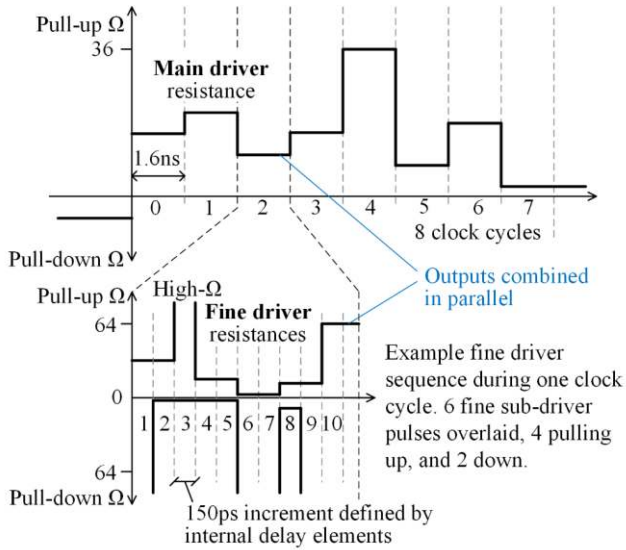 Pull-up Ω
36
Main driver
resistance
1.6ns
0 1 2 3 4 5 6 7
8 clock cycles
Pull-down Ω
Outputs combined
in parallel
Pull-up Ω
High-Ω
64
Fine driver
resistances
0
1 2 3 4 5 6 7 8 9 10
64
Pull-down Ω
Example fine driver
sequence during one clock
cycle. 6 fine sub-driver
pulses overlaid, 4 pulling
up, and 2 down.
150ps increment defined by
internal delay elements